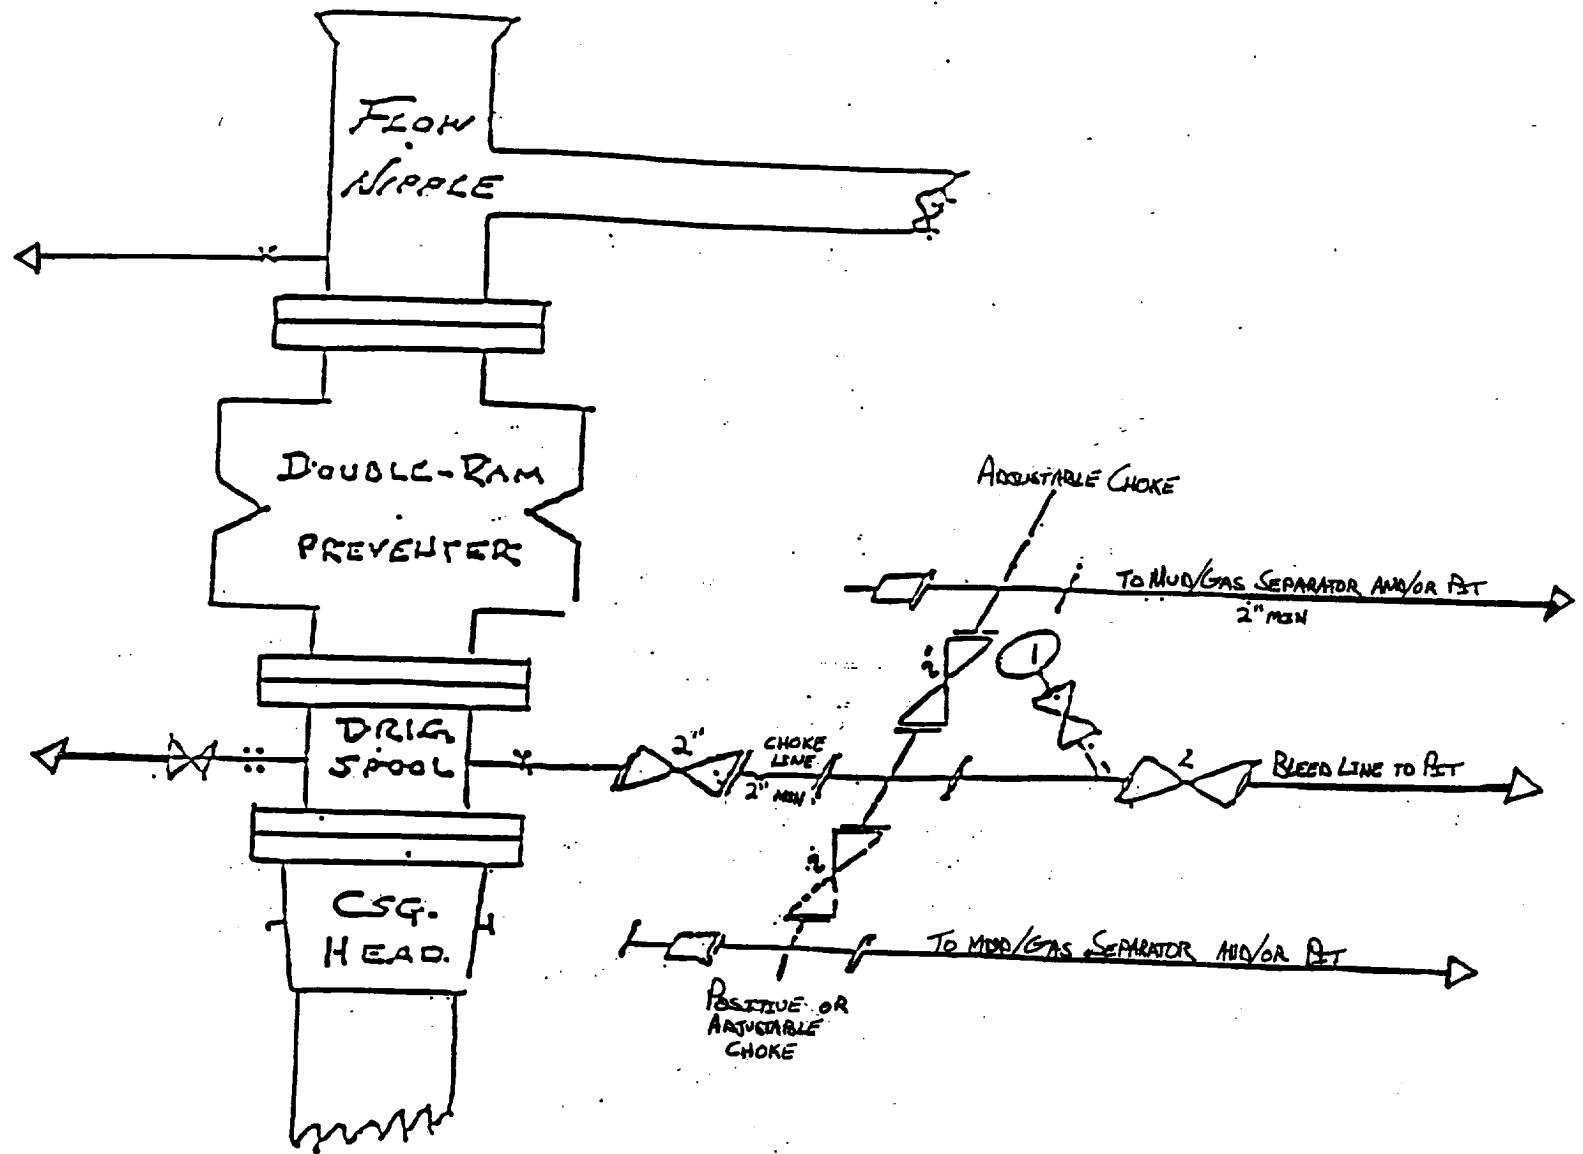 FLOW
NIPPLE
DOUBLE-RAM
PREVENTER
ADJUSTABLE CHOKE
TO MUD/GAS SEPARATOR AND/OR PIT
2" MIN
2"
1
DRLG.
SPOOL
2"
CHOKE
LINE
2" MIN.
2
BLEED LINE TO PIT
2"
CSG.
HEAD.
TO MUD/GAS SEPARATOR AND/OR PIT
POSITIVE OR
ADJUSTABLE
CHOKE